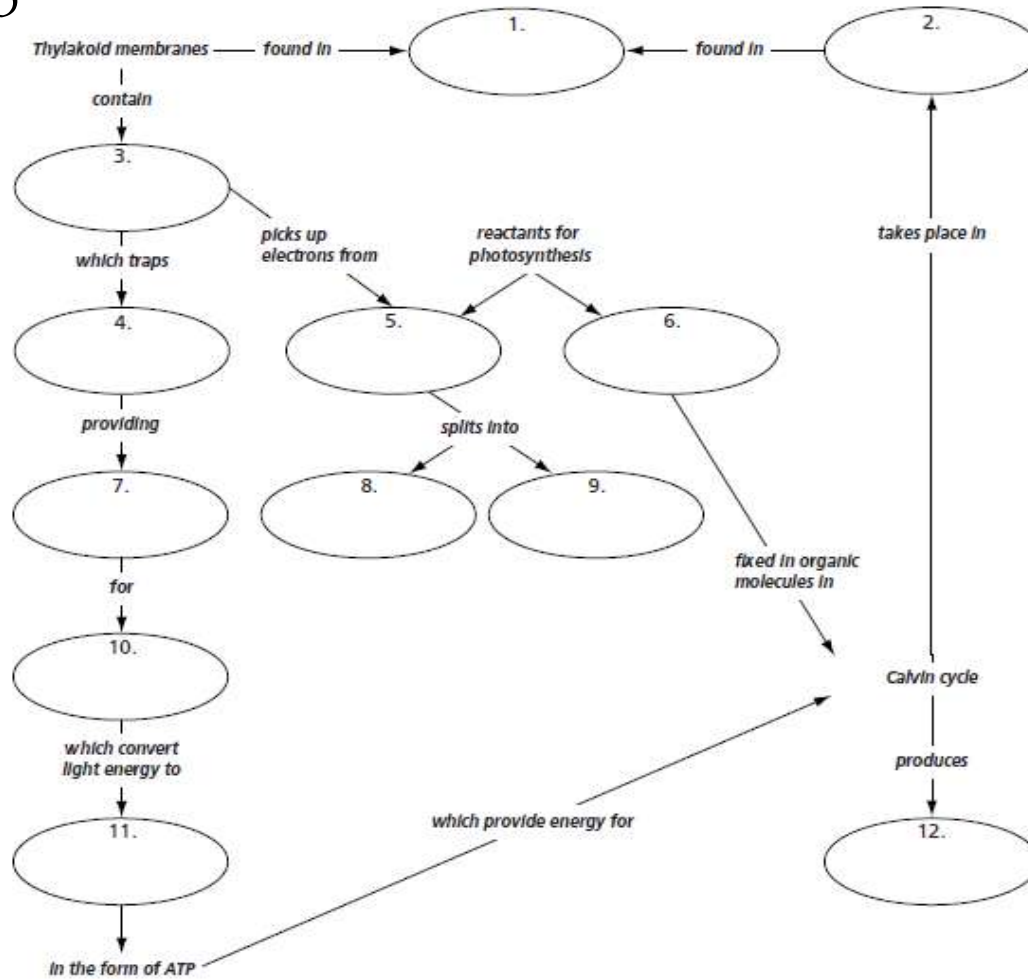 1.
2.
Thylakoid membranes
found in
found in
contain
3.
picks up
electrons from
reactants for
photosynthesis
takes place in
which traps
4.
5.
6.
providing
splits into
7.
8.
9.
fixed in organic
molecules in
for
10.
Calvin cycle
which convert
light energy to
produces
11.
which provide energy for
12.
in the form of ATP